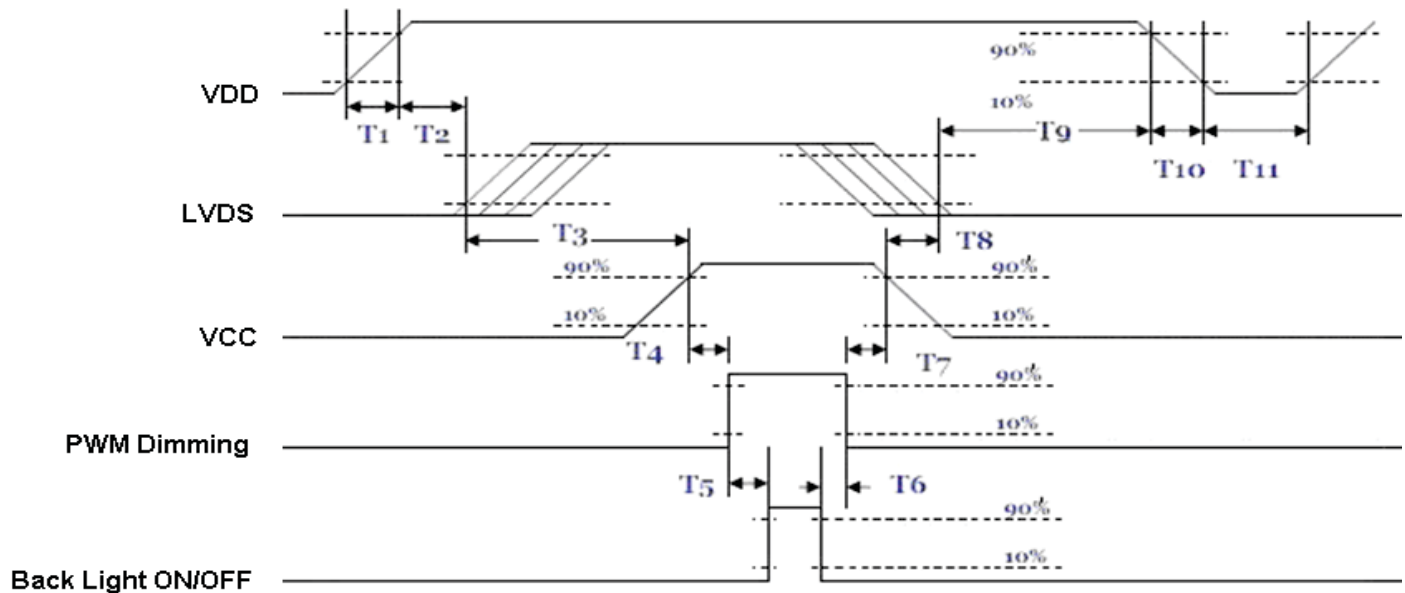 90%
VDD
10%
T1 T2 T9
T10 T11
LVDS
T3 T8
90% 90%
10% 10%
VCC
T4 T7
90%
10%
PWM Dimming
T5 T6
90%
10%
Back Light ON/OFF